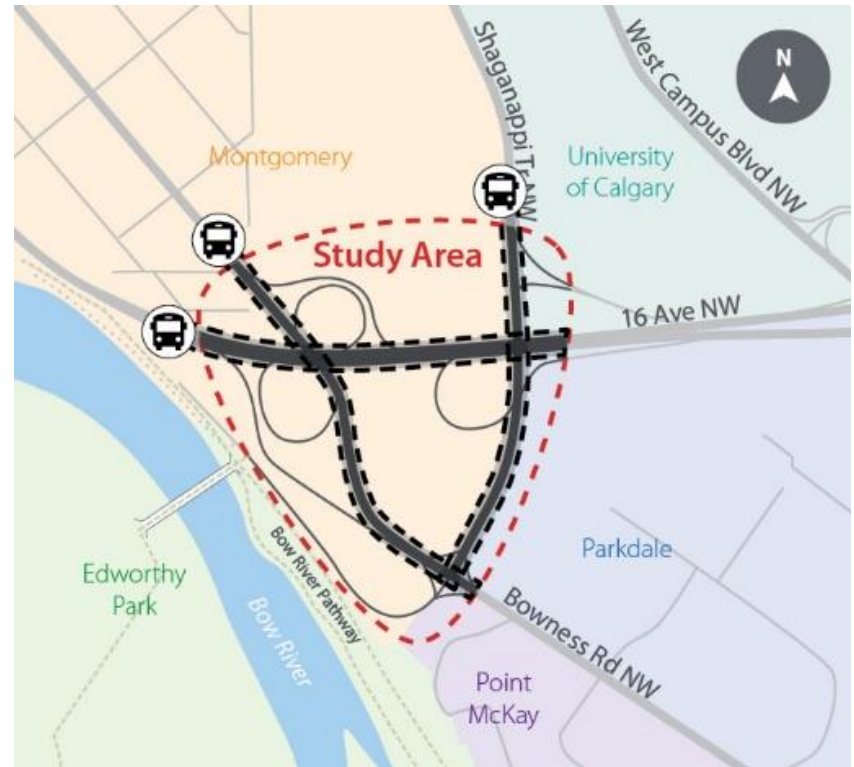 Shaganappi Tr NW
West Campus Blvd NW
N
Montgomery
University
of Calgary
Study Area
16 Ave NW
Bow River Pathway
Parkdale
Edworthy
Park
Bow River
Bowness Rd NW
Point
McKay